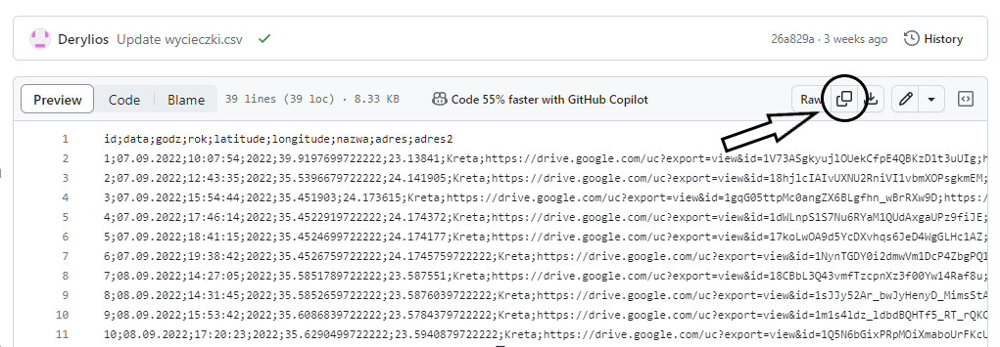 Derylios Update wycieczki.csv 26a829a · 3 weeks ago History
Preview Code Blame 39 lines (39 loc) · 8.33 KB Code 55% faster with GitHub Copilot Raw
1 id;data;godz;rok;latitude;longitude;nazwa;adres;adres2
2 1;07.09.2022;10:07:54;2022;39.9197699722222;23.13841;Kreta;https://drive.google.com/uc?export=view&id=1V73ASgkyujlOUekCfpE4QBKzD1t3uUIg;h
3 2;07.09.2022;12:43:35;2022;35.5396679722222;24.141905;Kreta;https://drive.google.com/uc?export=view&id=18hjlcIAIvUXNU2RniVI1vbmXOPsgkmEM;
4 3;07.09.2022;15:54:44;2022;35.451903;24.173615;Kreta;https://drive.google.com/uc?export=view&id=1gqG05ttpMc0angZX6BLgfhn_wBrRXw9D;https:/
5 4;07.09.2022;17:46:14;2022;35.4522919722222;24.174372;Kreta;https://drive.google.com/uc?export=view&id=1dWLnpS1S7Nu6RYaM1QUdAxgaUPz9fiJE;
6 5;07.09.2022;18:41:15;2022;35.4524699722222;24.174177;Kreta;https://drive.google.com/uc?export=view&id=17koLwOA9d5YcDXvhqs6JeD4WgGLHc1AZ;
7 6;07.09.2022;19:38:42;2022;35.4526759722222;24.1745759722222;Kreta;https://drive.google.com/uc?export=view&id=1NynTGDY0i2dmwVm1DcP4ZbgPQ1
8 7;08.09.2022;14:27:05;2022;35.5851789722222;23.587551;Kreta;https://drive.google.com/uc?export=view&id=18CBbL3Q43vmfTzcpnXz3f00Yw14Raf8u;
9 8;08.09.2022;14:31:45;2022;35.5852659722222;23.5876039722222;Kreta;https://drive.google.com/uc?export=view&id=1sJJy52Ar_bwJyHenyD_MimsStA
10 9;08.09.2022;15:53:42;2022;35.6086839722222;23.5784379722222;Kreta;https://drive.google.com/uc?export=view&id=1m1s4ldz_ldbdBQHTf5_RT_rQKC
11 10;08.09.2022;17:20:23;2022;35.6290499722222;23.5940879722222;Kreta;https://drive.google.com/uc?export=view&id=1Q5N6bGixPRpMOiXmaboUrFKcU